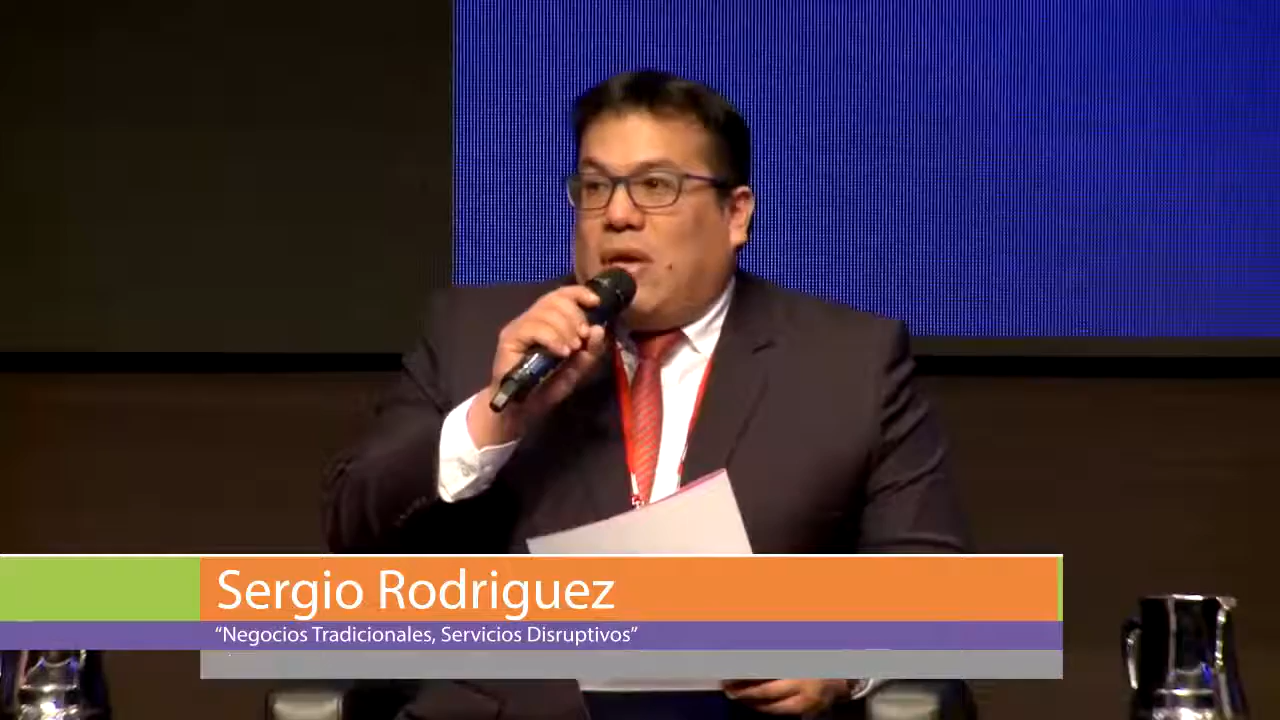 Sergio Rodriguez
“Negocios Tradicionales, Servicios Disruptivos”